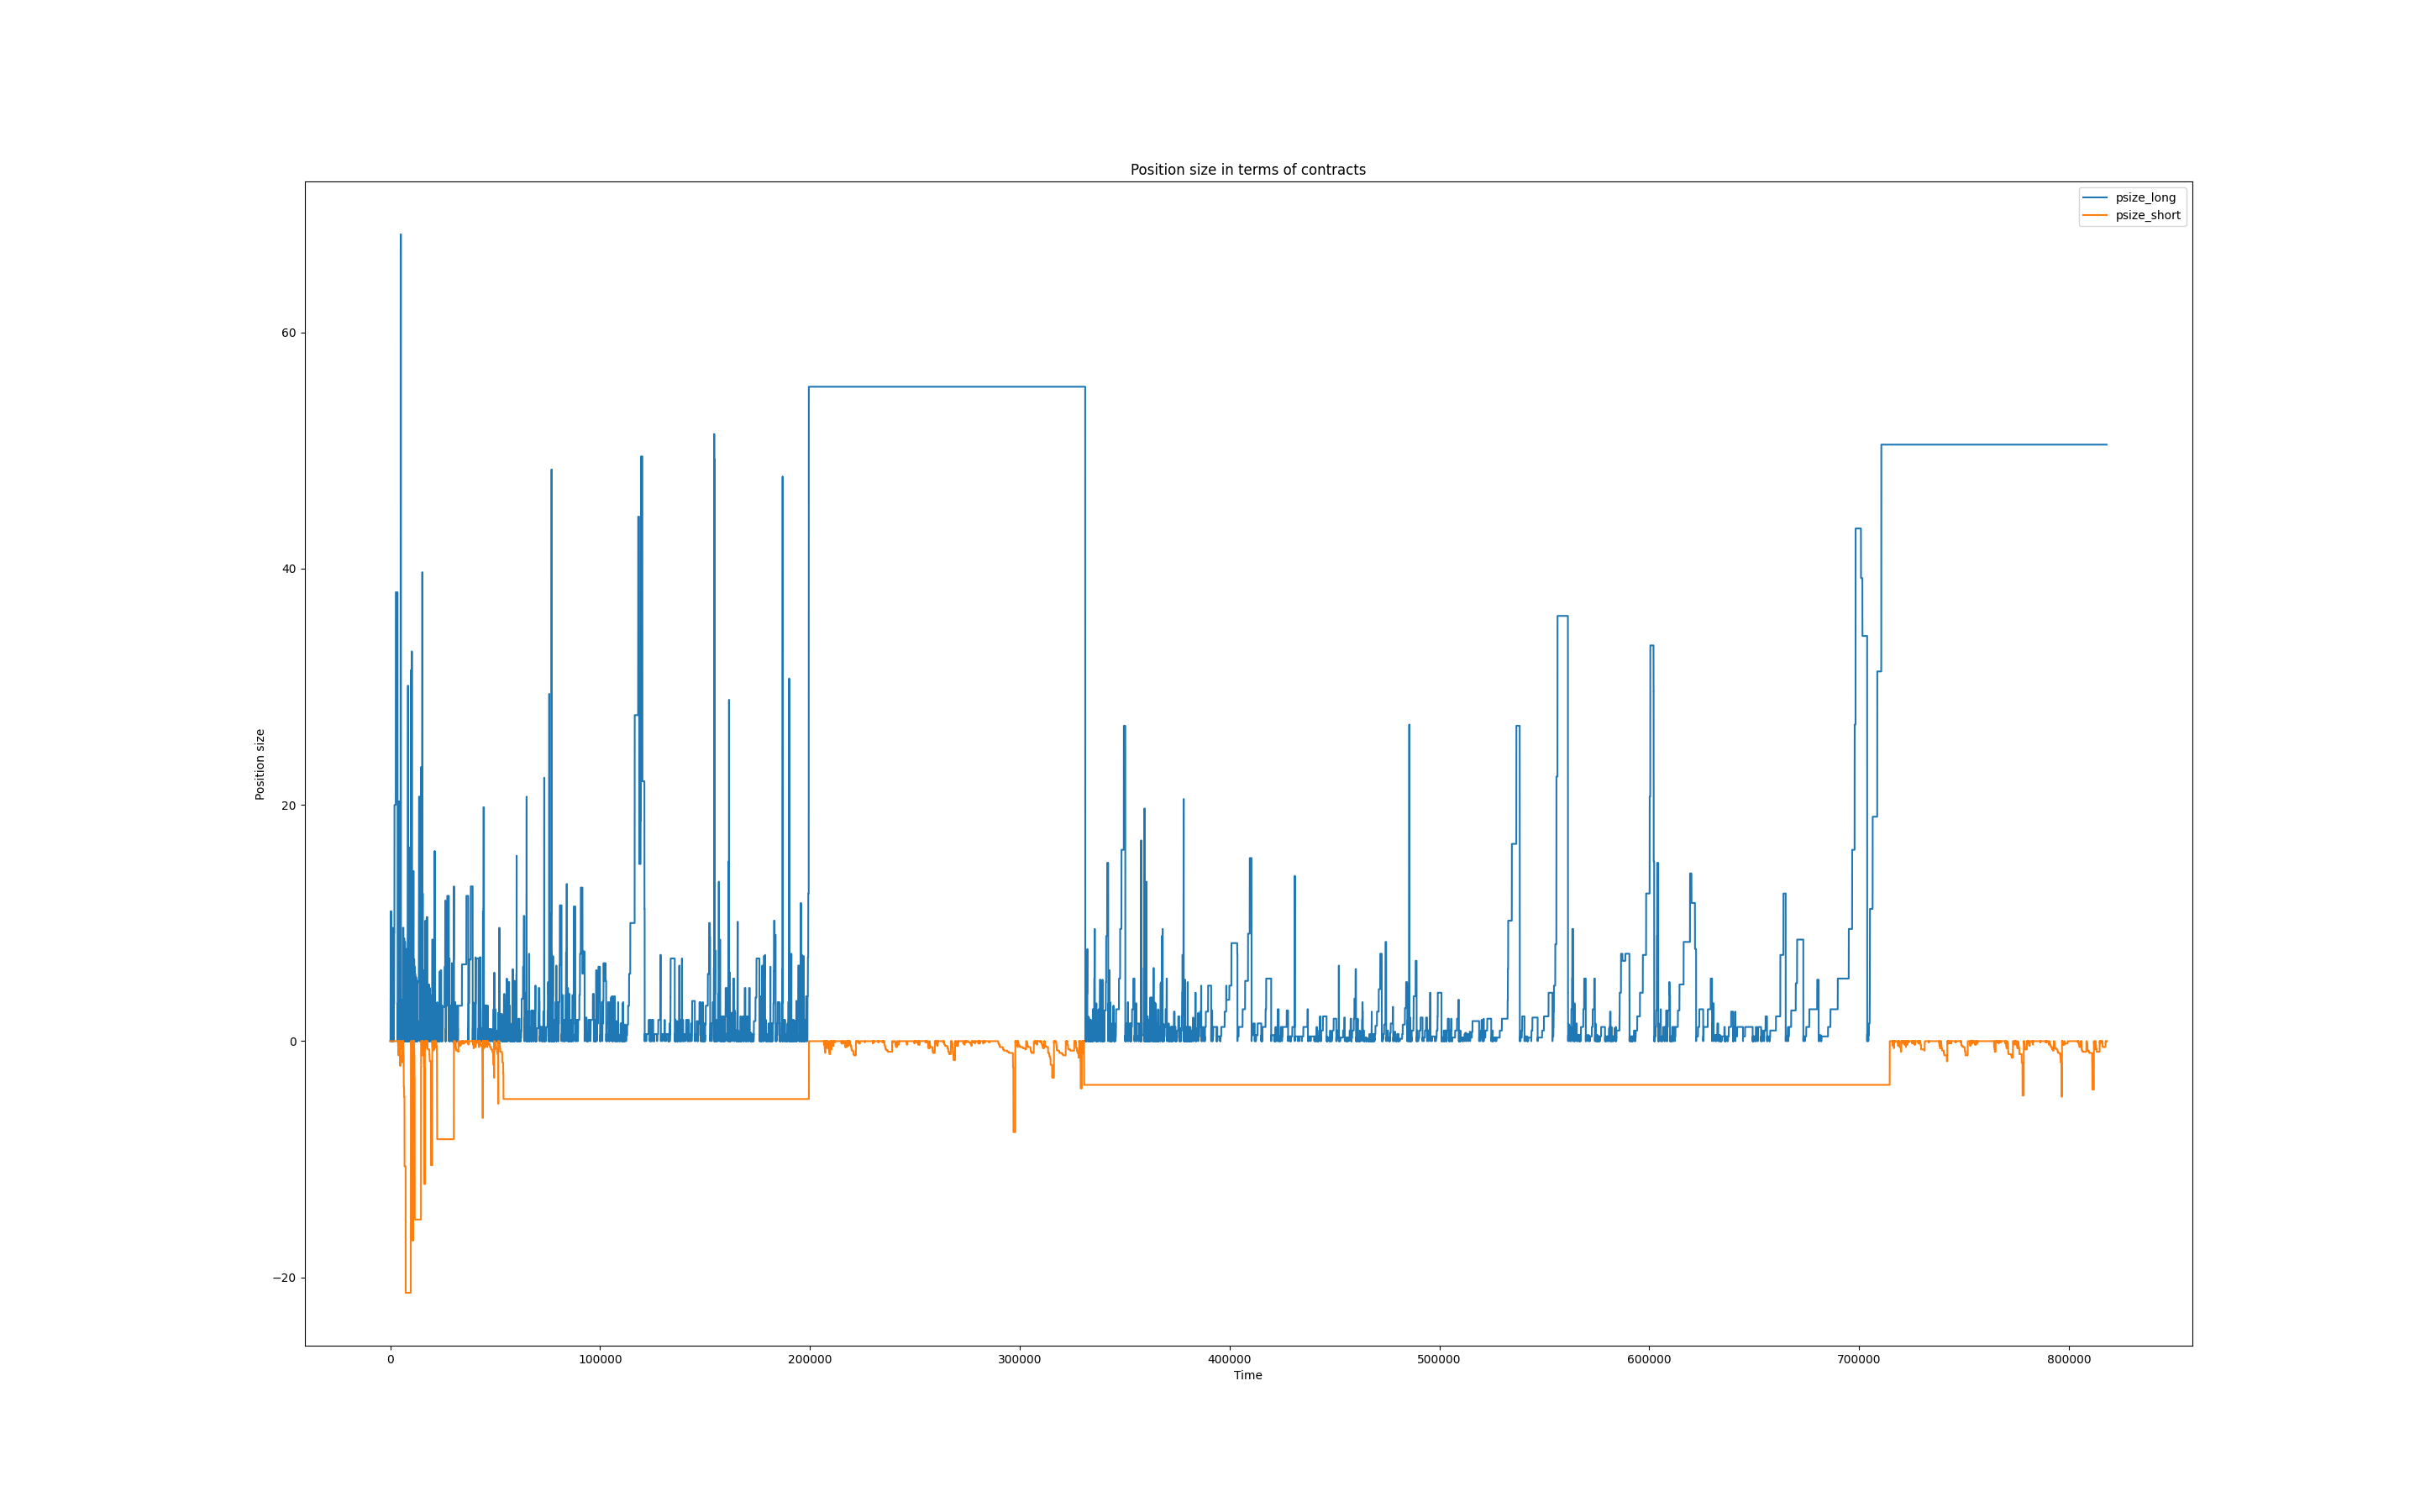 Position size in terms of contracts
psize_long
psize_short
Position size
60
40
20
0
−20
0 100000 200000 300000 400000 500000 600000 700000 800000
Time